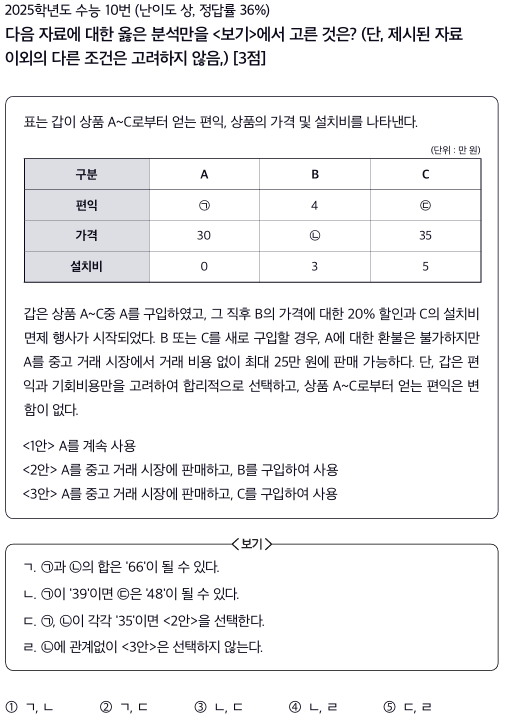 2025학년도 수능 10번 (난이도 상, 정답률 36%)
다음 자료에 대한 옳은 분석만을 <보기>에서 고른 것은? (단, 제시된 자료
이외의 다른 조건은 고려하지 않음,) [3점]
표는 갑이 상품 A~C로부터 얻는 편익, 상품의 가격 및 설치비를 나타낸다.
(단위 : 만 원)
구분 A B C
편익 ㉠ 4 ㉢
가격 30 ㉡ 35
설치비 0 3 5
갑은 상품 A~C중 A를 구입하였고, 그 직후 B의 가격에 대한 20% 할인과 C의 설치비
면제 행사가 시작되었다. B 또는 C를 새로 구입할 경우, A에 대한 환불은 불가하지만
A를 중고 거래 시장에서 거래 비용 없이 최대 25만 원에 판매 가능하다. 단, 갑은 편
익과 기회비용만을 고려하여 합리적으로 선택하고, 상품 A~C로부터 얻는 편익은 변
함이 없다.
<1안> A를 계속 사용
<2안> A를 중고 거래 시장에 판매하고, B를 구입하여 사용
<3안> A를 중고 거래 시장에 판매하고, C를 구입하여 사용
<보기>
ㄱ. ㉠과 ㉡의 합은 '66'이 될 수 있다.
ㄴ. ㉠이 '39'이면 ㉢은 '48'이 될 수 있다.
ㄷ. ㉠, ㉡이 각각 '35'이면 <2안>을 선택한다.
ㄹ. ㉡에 관계없이 <3안>은 선택하지 않는다.
① ㄱ, ㄴ ② ㄱ, ㄷ ③ ㄴ, ㄷ ④ ㄴ, ㄹ ⑤ ㄷ, ㄹ